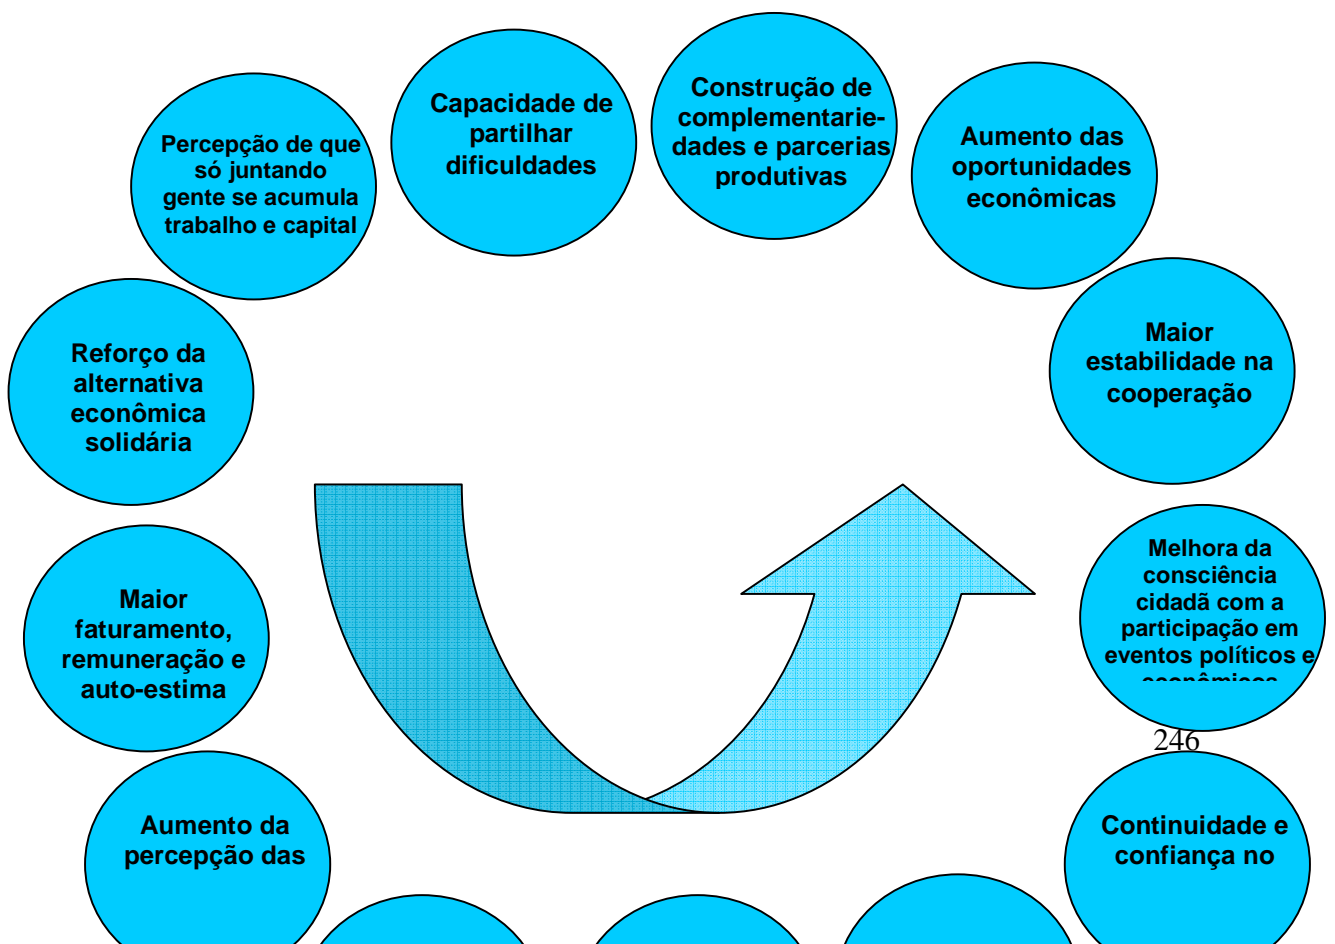 Construção de
complementarie-
dades e parcerias
produtivas
Capacidade de
partilhar
dificuldades
Aumento das
oportunidades
econômicas
Percepção de que
só juntando
gente se acumula
trabalho e capital
Maior
estabilidade na
cooperação
Reforço da
alternativa
econômica
solidária
Melhora da
consciência
cidadã com a
participação em
eventos políticos e
econômicos
Maior
faturamento,
remuneração e
auto-estima
246
Aumento da
percepção das
Continuidade e
confiança no